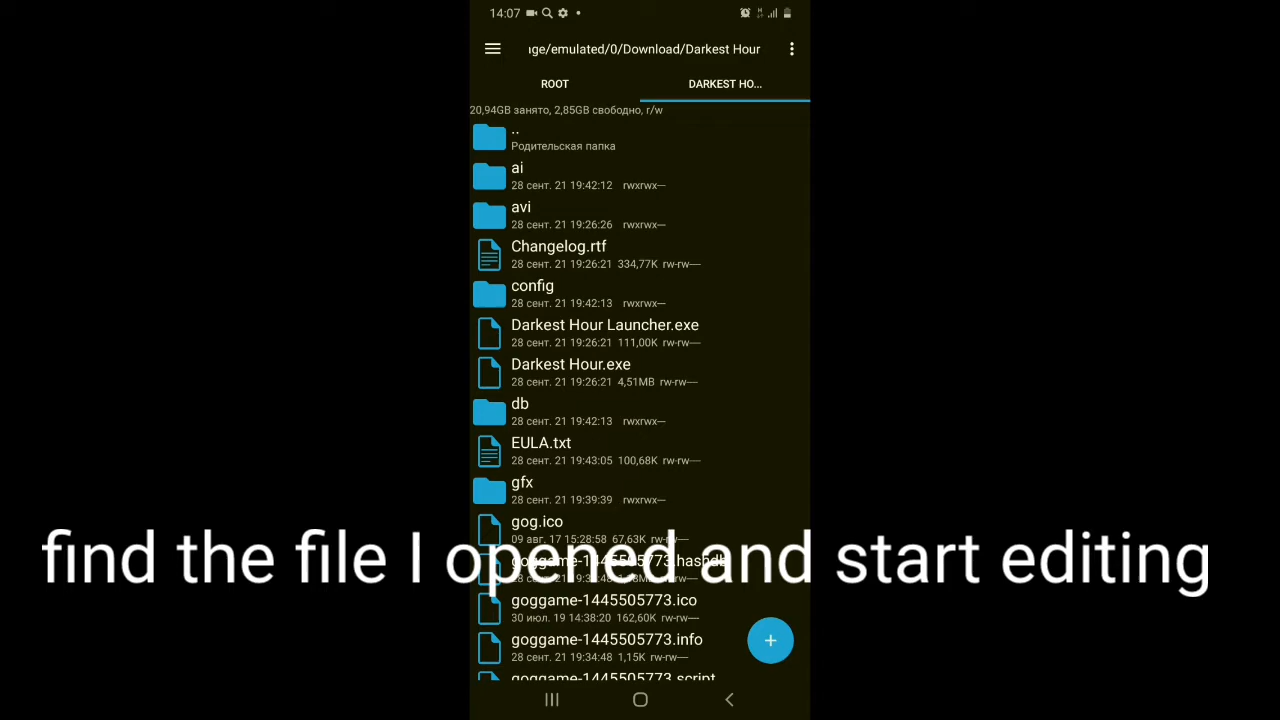 14:07
ge/emulated/0/Download/Darkest Hour
ROOT
DARKEST HO...
20,94GB занято, 2,85GB свободно, r/w
..
Родительская папка
ai
28 сент. 21 19:42:12 rwxrwx---
avi
28 сент. 21 19:26:26 rwxrwx---
Changelog.rtf
28 сент. 21 19:26:21 334,77K rw-rw----
config
28 сент. 21 19:42:13 rwxrwx---
Darkest Hour Launcher.exe
28 сент. 21 19:26:21 111,00K rw-rw----
Darkest Hour.exe
28 сент. 21 19:26:21 4,51MB rw-rw----
db
28 сент. 21 19:42:13 rwxrwx---
EULA.txt
28 сент. 21 19:43:05 100,68K rw-rw----
gfx
28 сент. 21 19:39:39 rwxrwx---
gog.ico
09 авг. 17 15:28:58 67,63K rw-rw----
find the file I opened and start editing
goggame-1445505773.hashdb
goggame-1445505773.ico
30 июл. 19 14:38:20 162,60K rw-rw----
goggame-1445505773.info
28 сент. 21 19:34:48 1,15K rw-rw----
goggame-1445505773.script